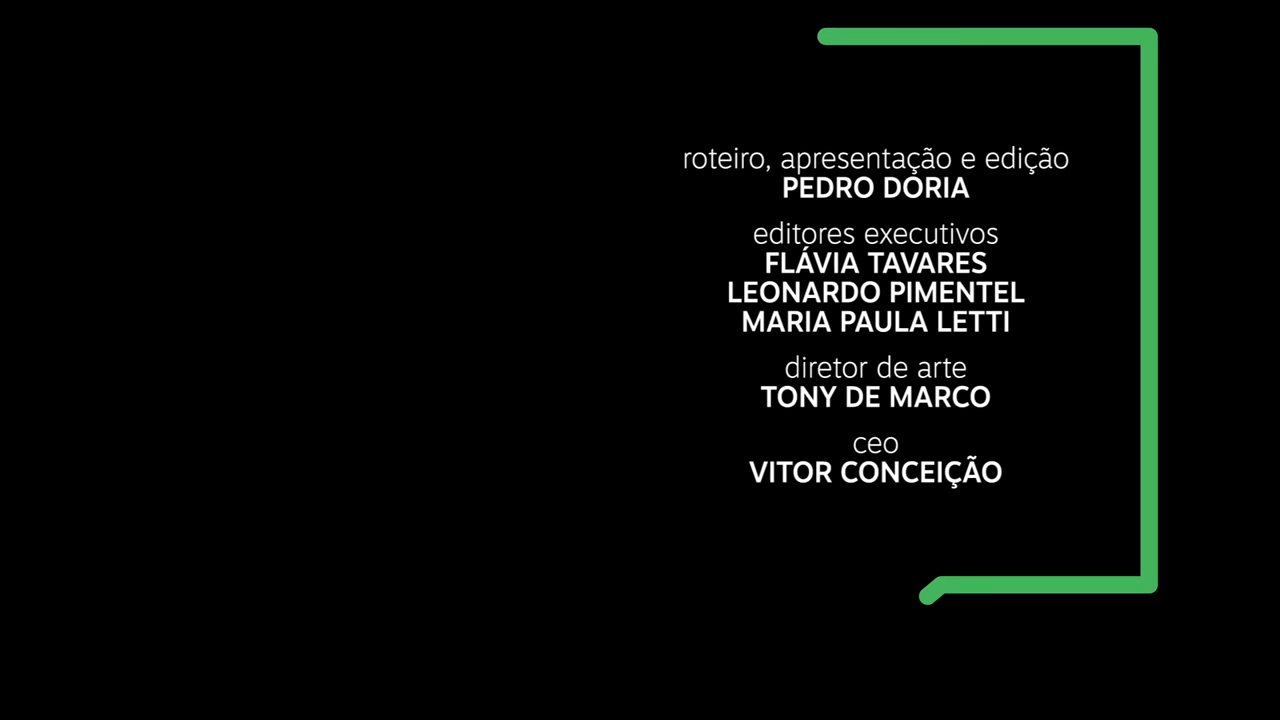 roteiro, apresentação e edição
PEDRO DORIA
editores executivos
FLÁVIA TAVARES
LEONARDO PIMENTEL
MARIA PAULA LETTI
diretor de arte
TONY DE MARCO
ceo
VITOR CONCEIÇÃO